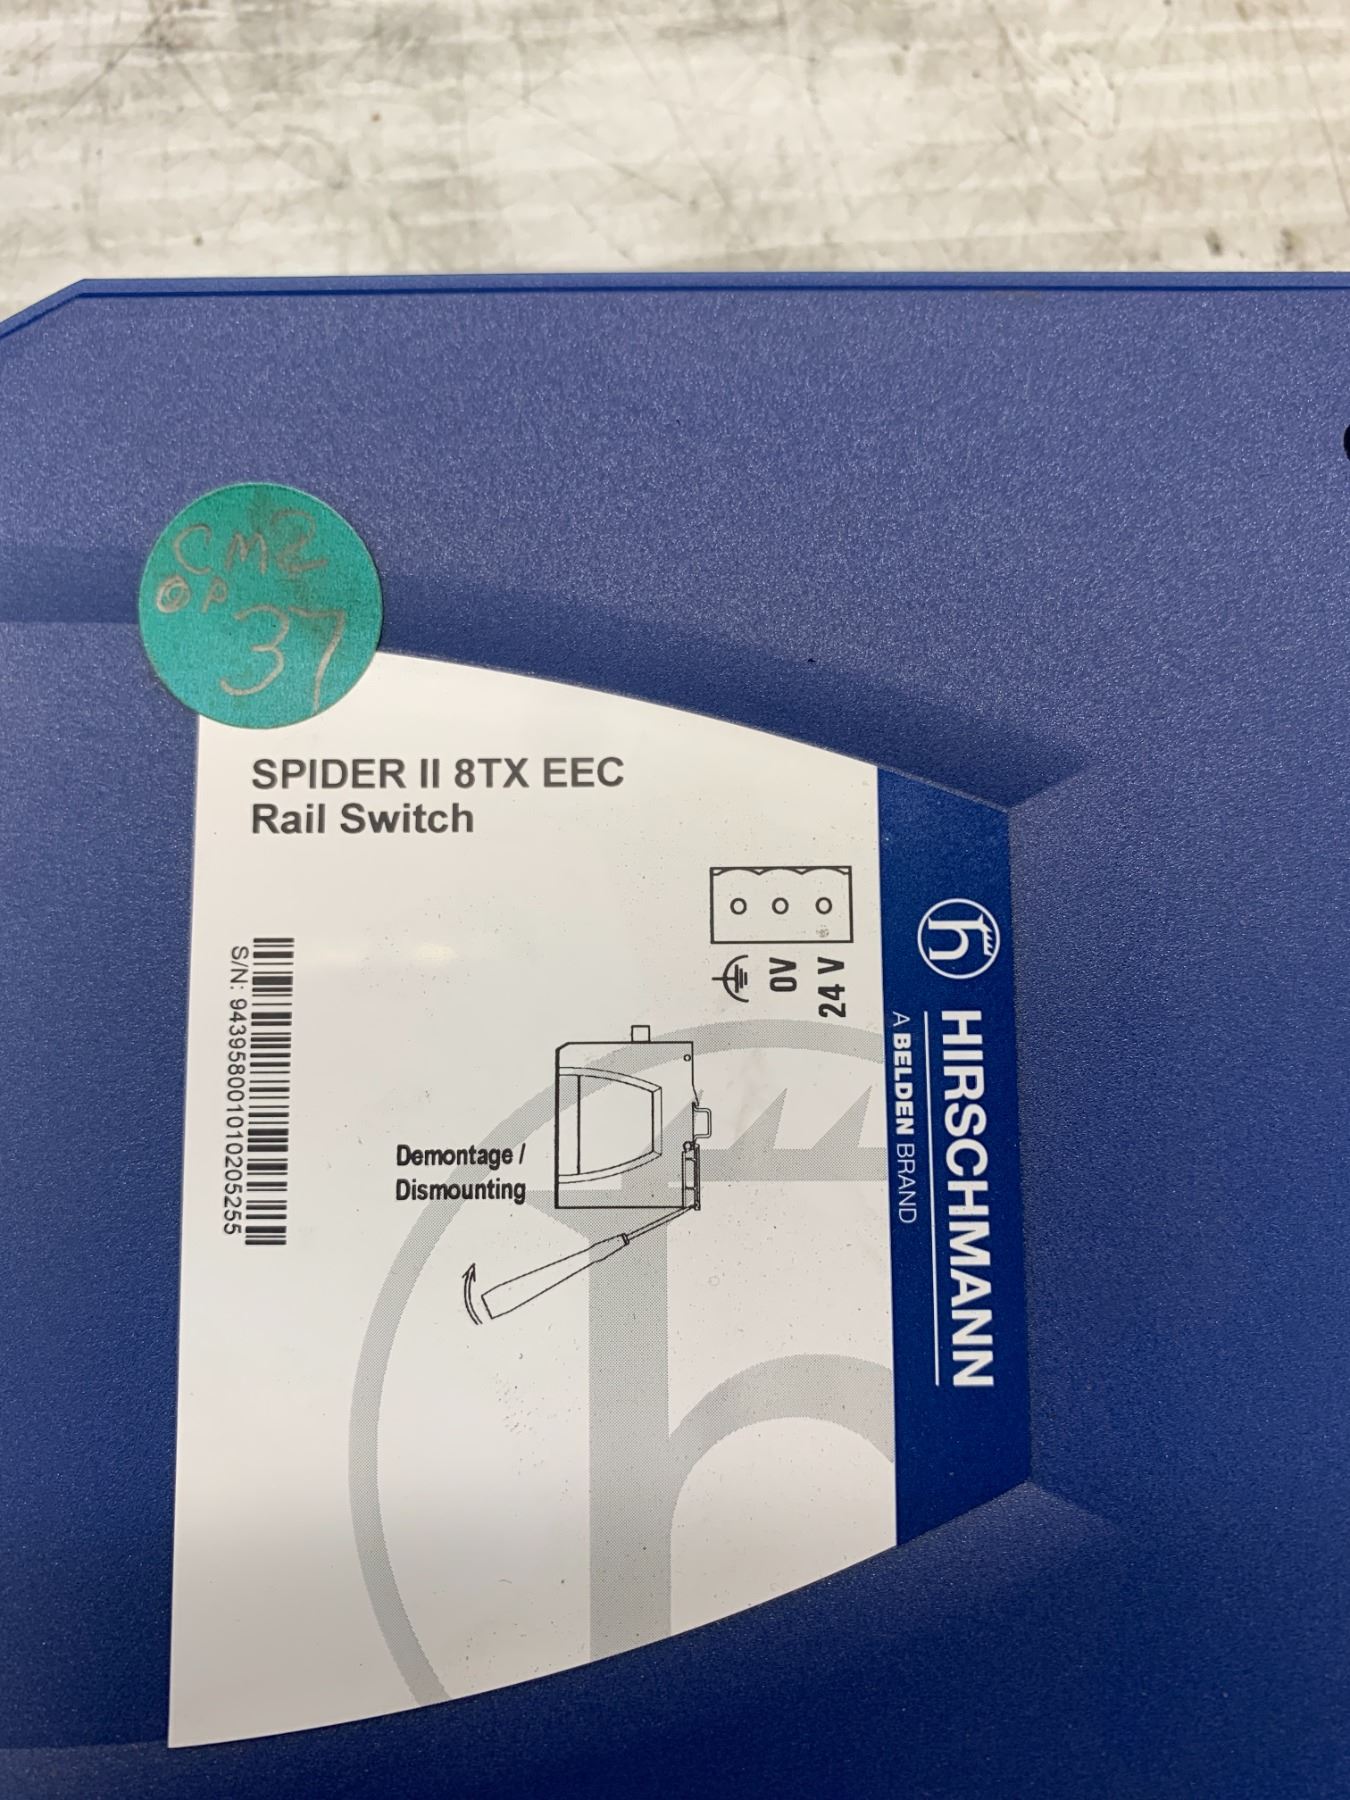 CM2
OP
37
SPIDER II 8TX EEC
Rail Switch
24 V
0V
Demontage /
Dismounting
S/N: 943958001010205255
h
HIRSCHMANN
A BELDEN BRAND